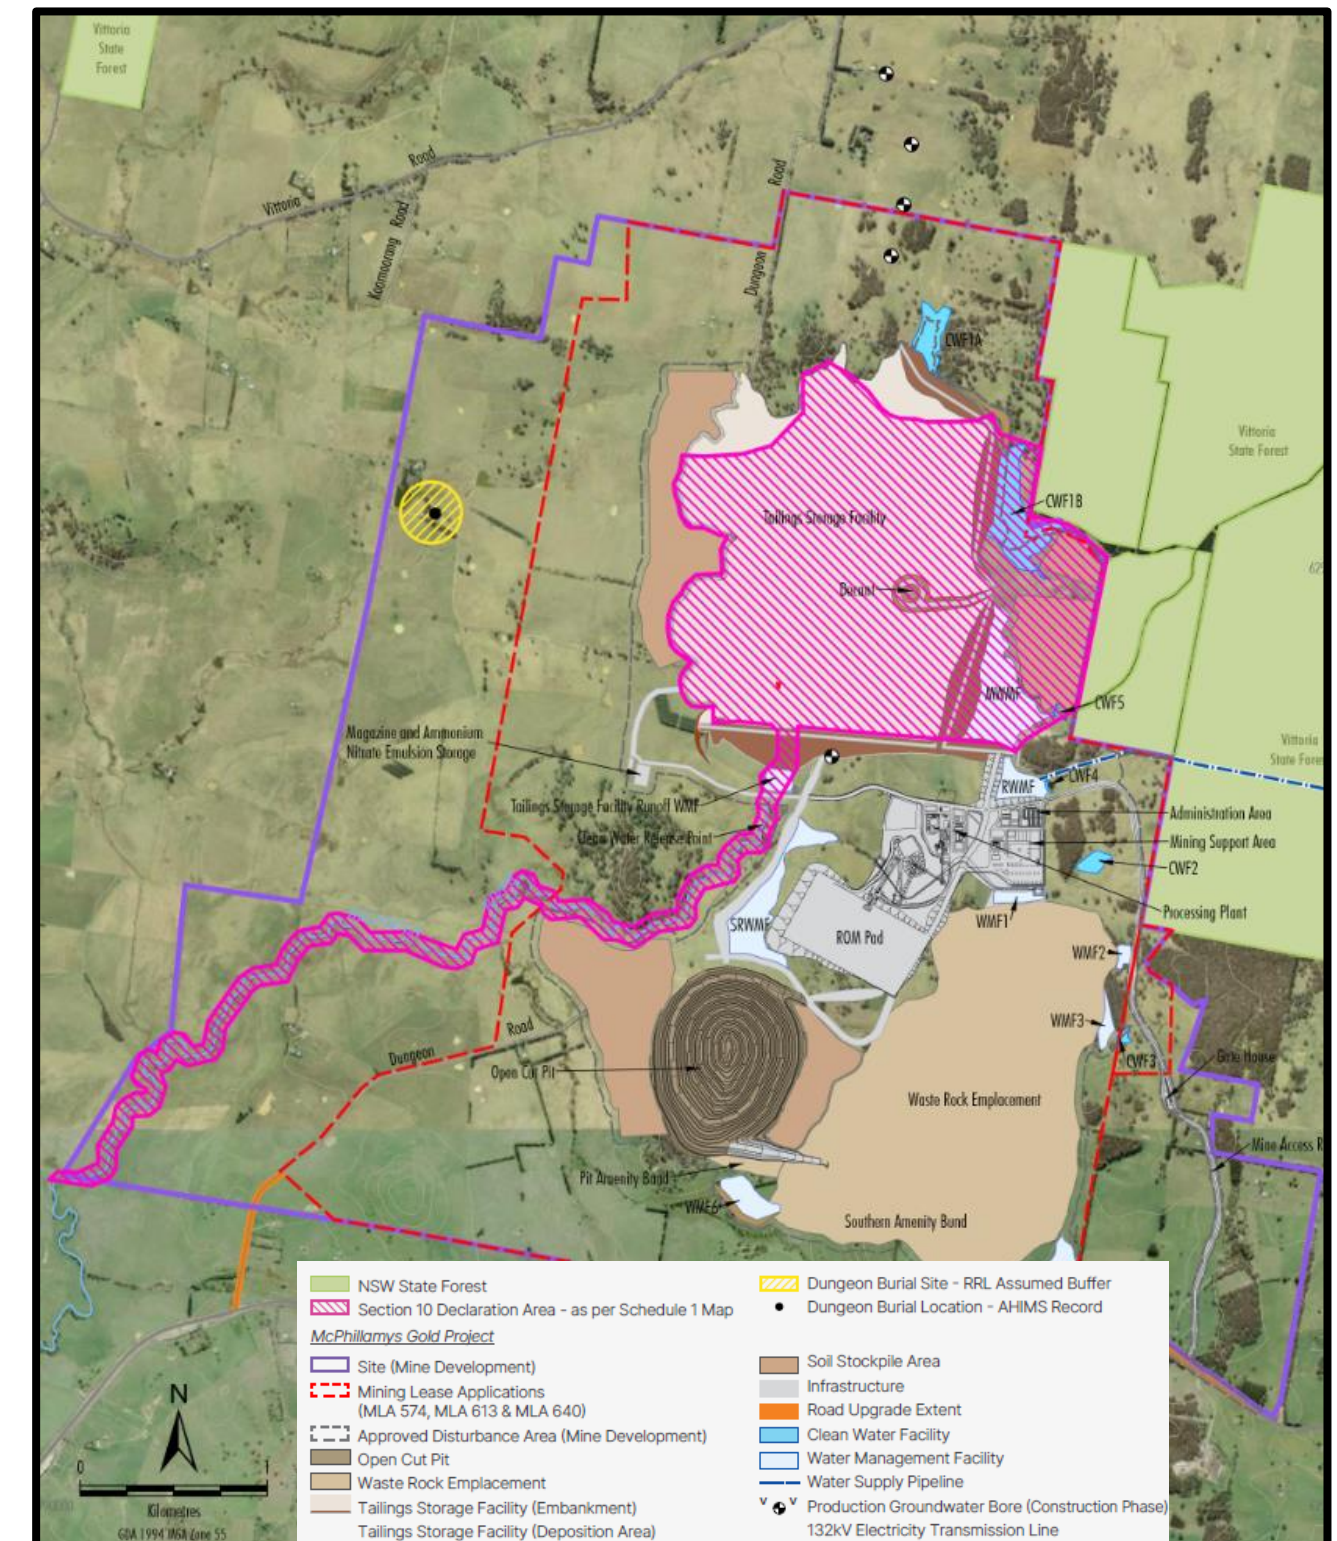 Vittoria
State
Forest
Vittoria
Road
Koomoorang Road
Road
Dungeon
CWF1A
Vittoria
State Forest
CWF1B
Tailings Storage Facility
Decant
MWMF
CWF5
Magazine and Ammonium
Nitrate Emulsion Storage
Vittoria
State Fores
RWMF
CWF4
Tailings Storage Facility Runoff WMF
Administration Area
Clean Water Release Point
Mining Support Area
CWF2
Processing Plant
SRWMF
ROM Pad
WMF1
WMF2
WMF3
Dungeon
Road
CWF3
Gate House
Open Cut Pit
Waste Rock Emplacement
Mine Access R
Pit Amenity Bund
WMF6
Southern Amenity Bund
NSW State Forest
Section 10 Declaration Area - as per Schedule 1 Map
McPhillamys Gold Project
Site (Mine Development)
Mining Lease Applications
(MLA 574, MLA 613 & MLA 640)
Approved Disturbance Area (Mine Development)
Open Cut Pit
Waste Rock Emplacement
Tailings Storage Facility (Embankment)
Tailings Storage Facility (Deposition Area)
Dungeon Burial Site - RRL Assumed Buffer
Dungeon Burial Location - AHIMS Record
Soil Stockpile Area
Infrastructure
Road Upgrade Extent
Clean Water Facility
Water Management Facility
Water Supply Pipeline
V V Production Groundwater Bore (Construction Phase)
132kV Electricity Transmission Line
N
0 1
Kilometres
GDA 1994 MGA Zone 55